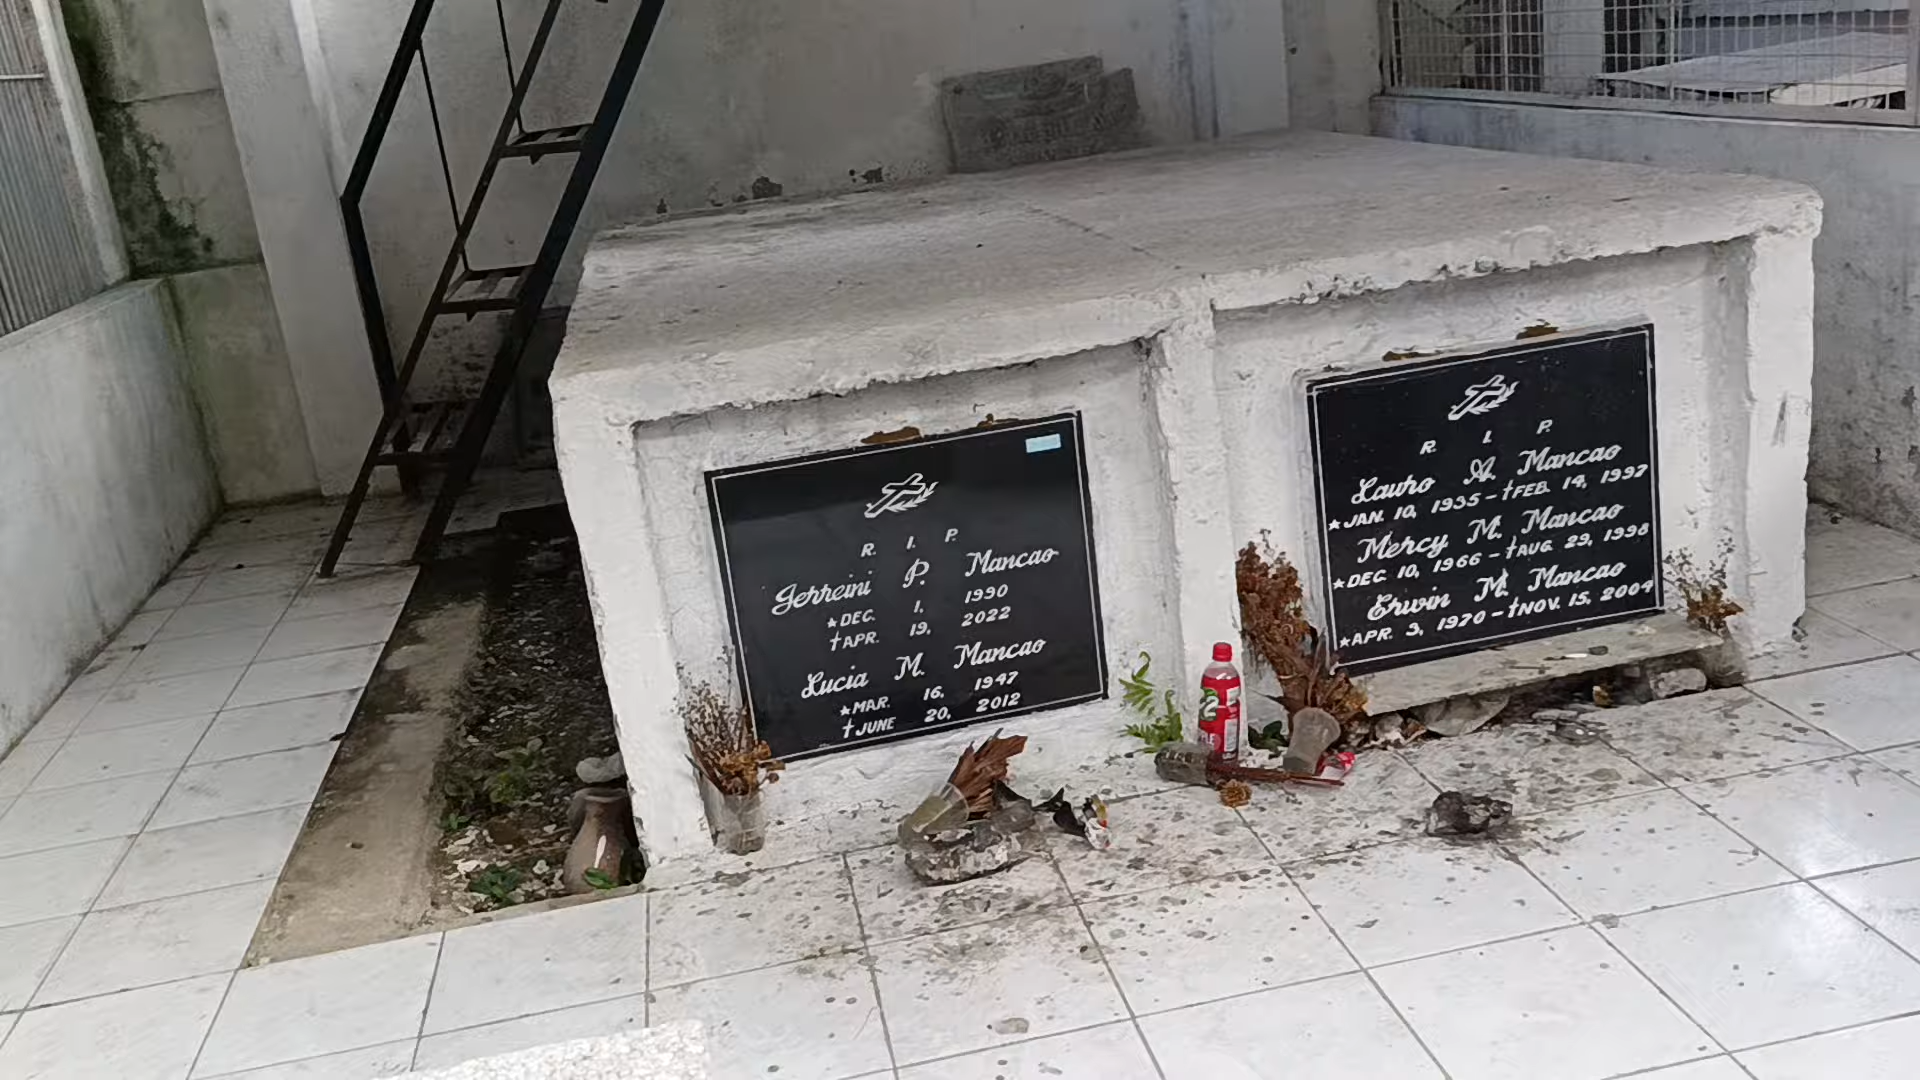 R. I. P.
Gerreini P. Mancao
★DEC. 1, 1990
✝APR. 19, 2022
Lucia M. Mancao
★MAR. 16, 1947
✝JUNE 20, 2012
R. I. P.
Lauro A. Mancao
★JAN. 10, 1935-✝FEB. 14, 1997
Mercy M. Mancao
★DEC. 10, 1966-✝AUG. 29, 1998
Erwin M. Mancao
★APR. 3, 1970-✝NOV. 15, 2004
2